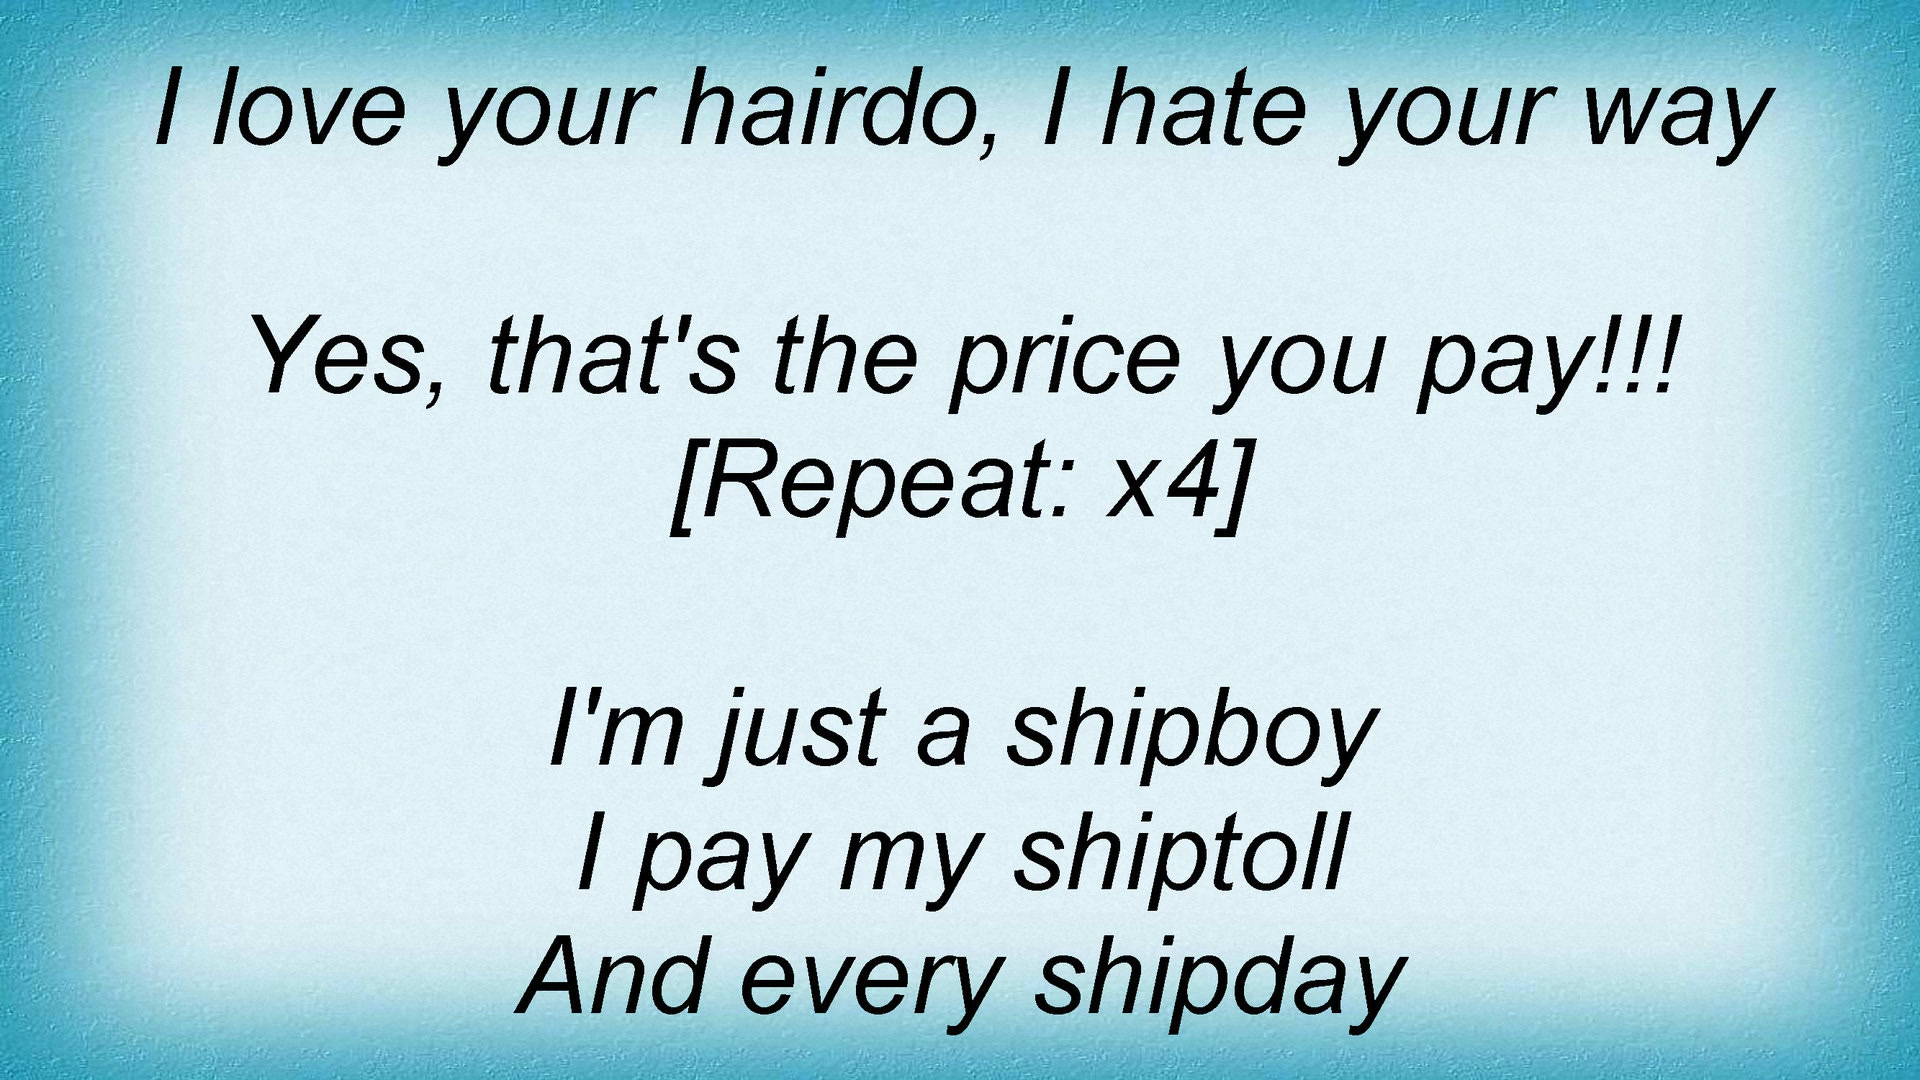 I love your hairdo, I hate your way
Yes, that's the price you pay!!!
[Repeat: x4]
I'm just a shipboy
I pay my shiptoll
And every shipday